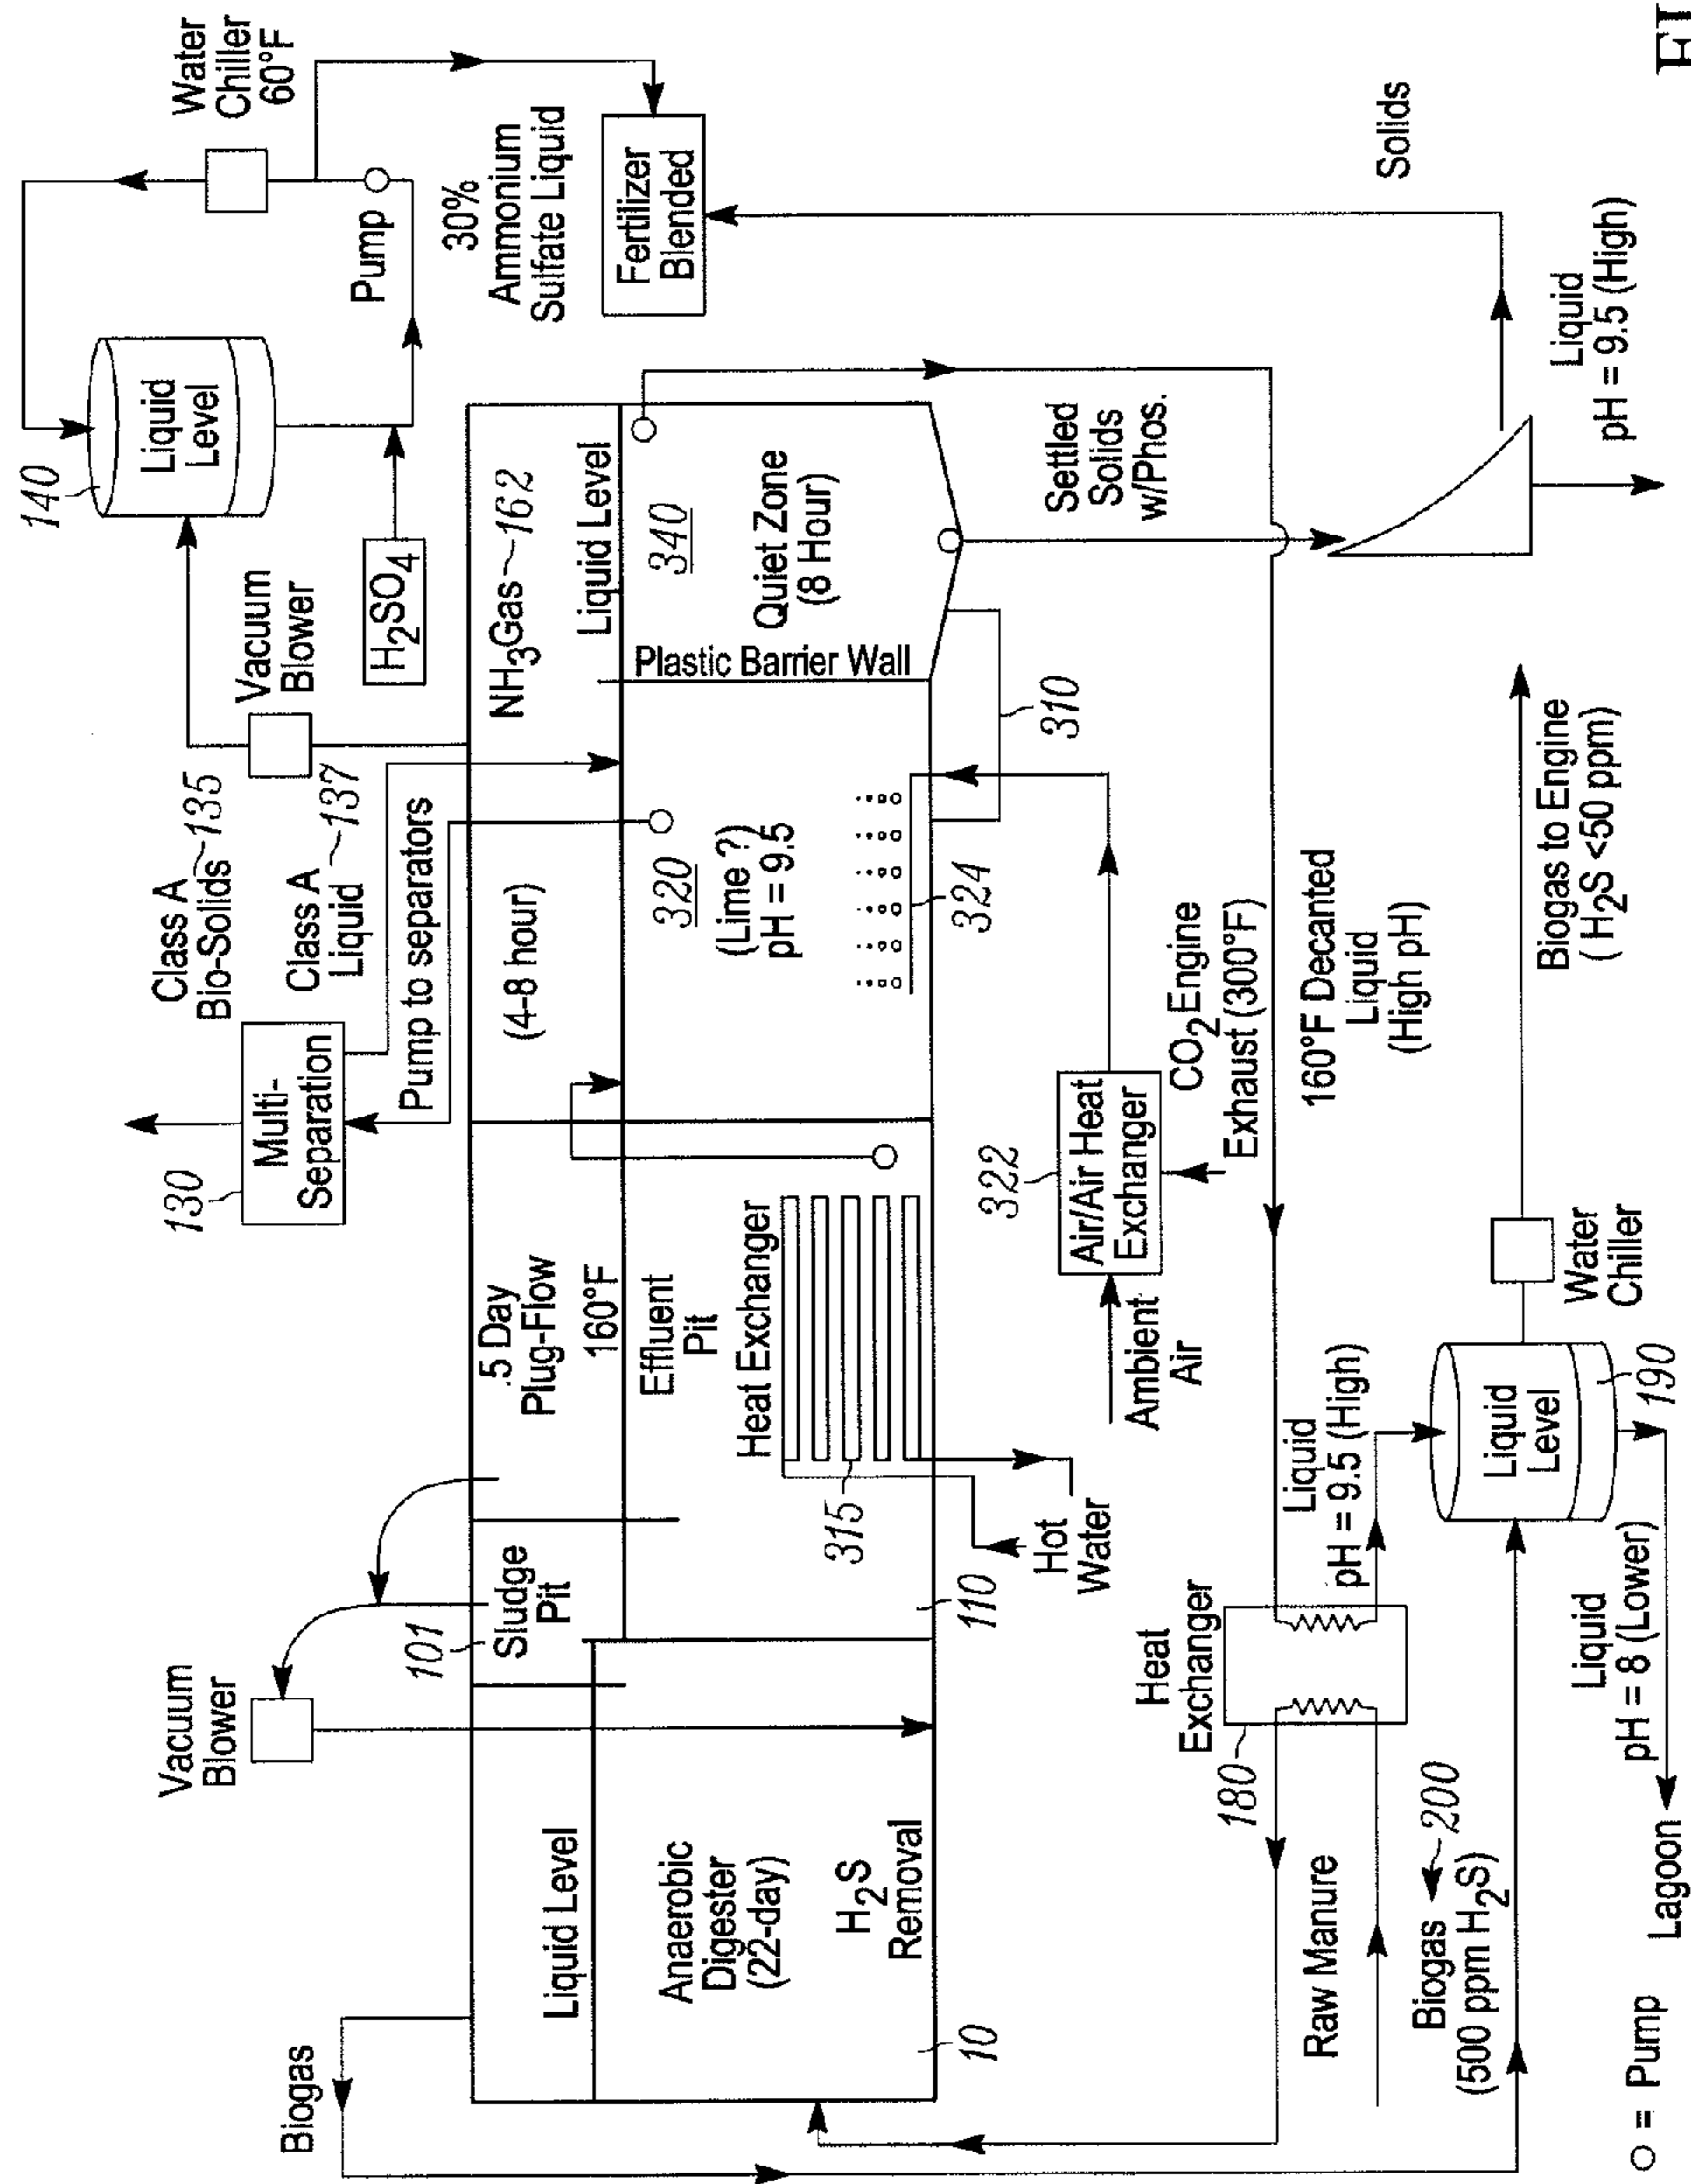 Biogas
Vacuum
Blower
130
Multi-
Separation
Class A
Bio-Solids
135
Class A
Liquid
137
Pump to separators
Vacuum
Blower
H2SO4
140
Liquid
Level
Pump
Water
Chiller
60°F
30%
Ammonium
Sulfate Liquid
Fertilizer
Blended
Liquid Level
Anaerobic
Digester
(22-day)
H2S
Removal
10
101
Sludge
Pit
110
.5 Day
Plug-Flow
160°F
Effluent
Pit
Heat Exchanger
315
Hot
Water
(4-8 hour)
320
(Lime ?)
pH = 9.5
324
NH3Gas
162
Liquid Level
340
Quiet Zone
(8 Hour)
Plastic Barrier Wall
310
Settled
Solids
w/Phos.
Solids
Liquid
pH = 9.5 (High)
Ambient
Air
322
Air/Air Heat
Exchanger
CO2Engine
Exhaust (300°F)
160°F Decanted
Liquid
(High pH)
Heat
Exchanger
180
Raw Manure
Liquid
pH = 9.5 (High)
Biogas
200
(500 ppm H2S)
Liquid
Level
190
Water
Chiller
Biogas to Engine
( H2S <50 ppm)
Liquid
pH = 8 (Lower)
Lagoon
O = Pump